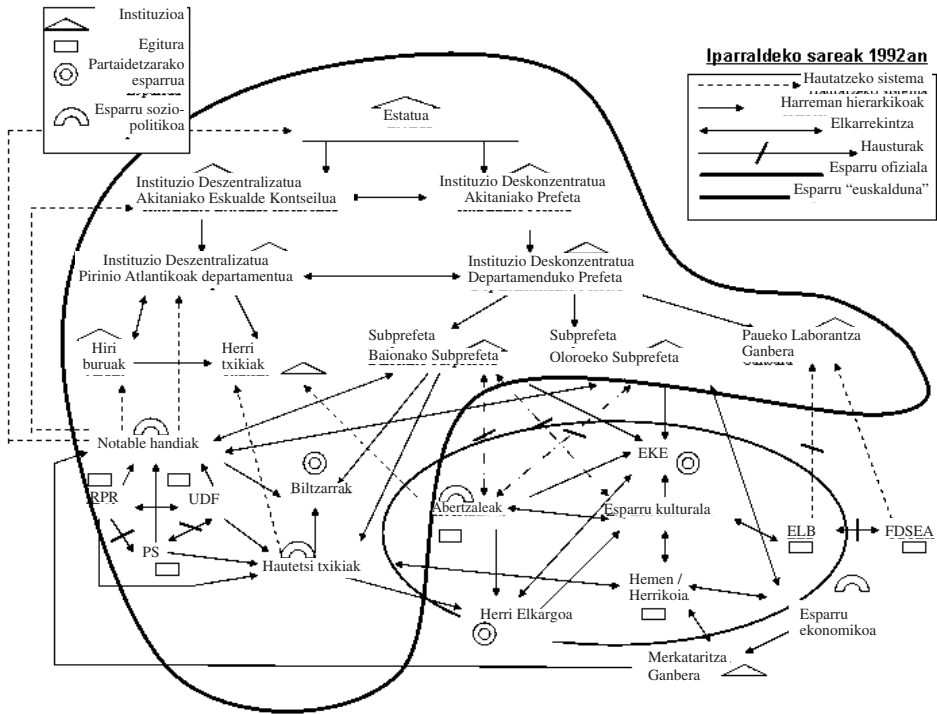 Instituzioa
Egitura
Partaidetzarako
esparrua
Esparru sozio-
politikoa
Iparraldeko sareak 1992an
Hautatzeko sistema
Harreman hierarkikoak
Elkarrekintza
Hausturak
Esparru ofiziala
Esparru “euskalduna”
Estatua
Instituzio Deszentralizatua
Akitaniako Eskualde Kontseilua
Instituzio Deskonzentratua
Akitaniako Prefeta
Instituzio Deszentralizatua
Pirinio Atlantikoak departamentua
Instituzio Deskonzentratua
Departamenduko Prefeta
Hiri
buruak
Herri
txikiak
Subprefeta
Baionako Subprefeta
Subprefeta
Oloroeko Subprefeta
Paueko Laborantza
Ganbera
Notable handiak
RPR
UDF
PS
Biltzarrak
Hautetsi txikiak
Abertzaleak
EKE
Esparru kulturala
ELB
FDSEA
Hemen /
Herrikoia
Herri Elkargoa
Esparru
ekonomikoa
Merkataritza
Ganbera